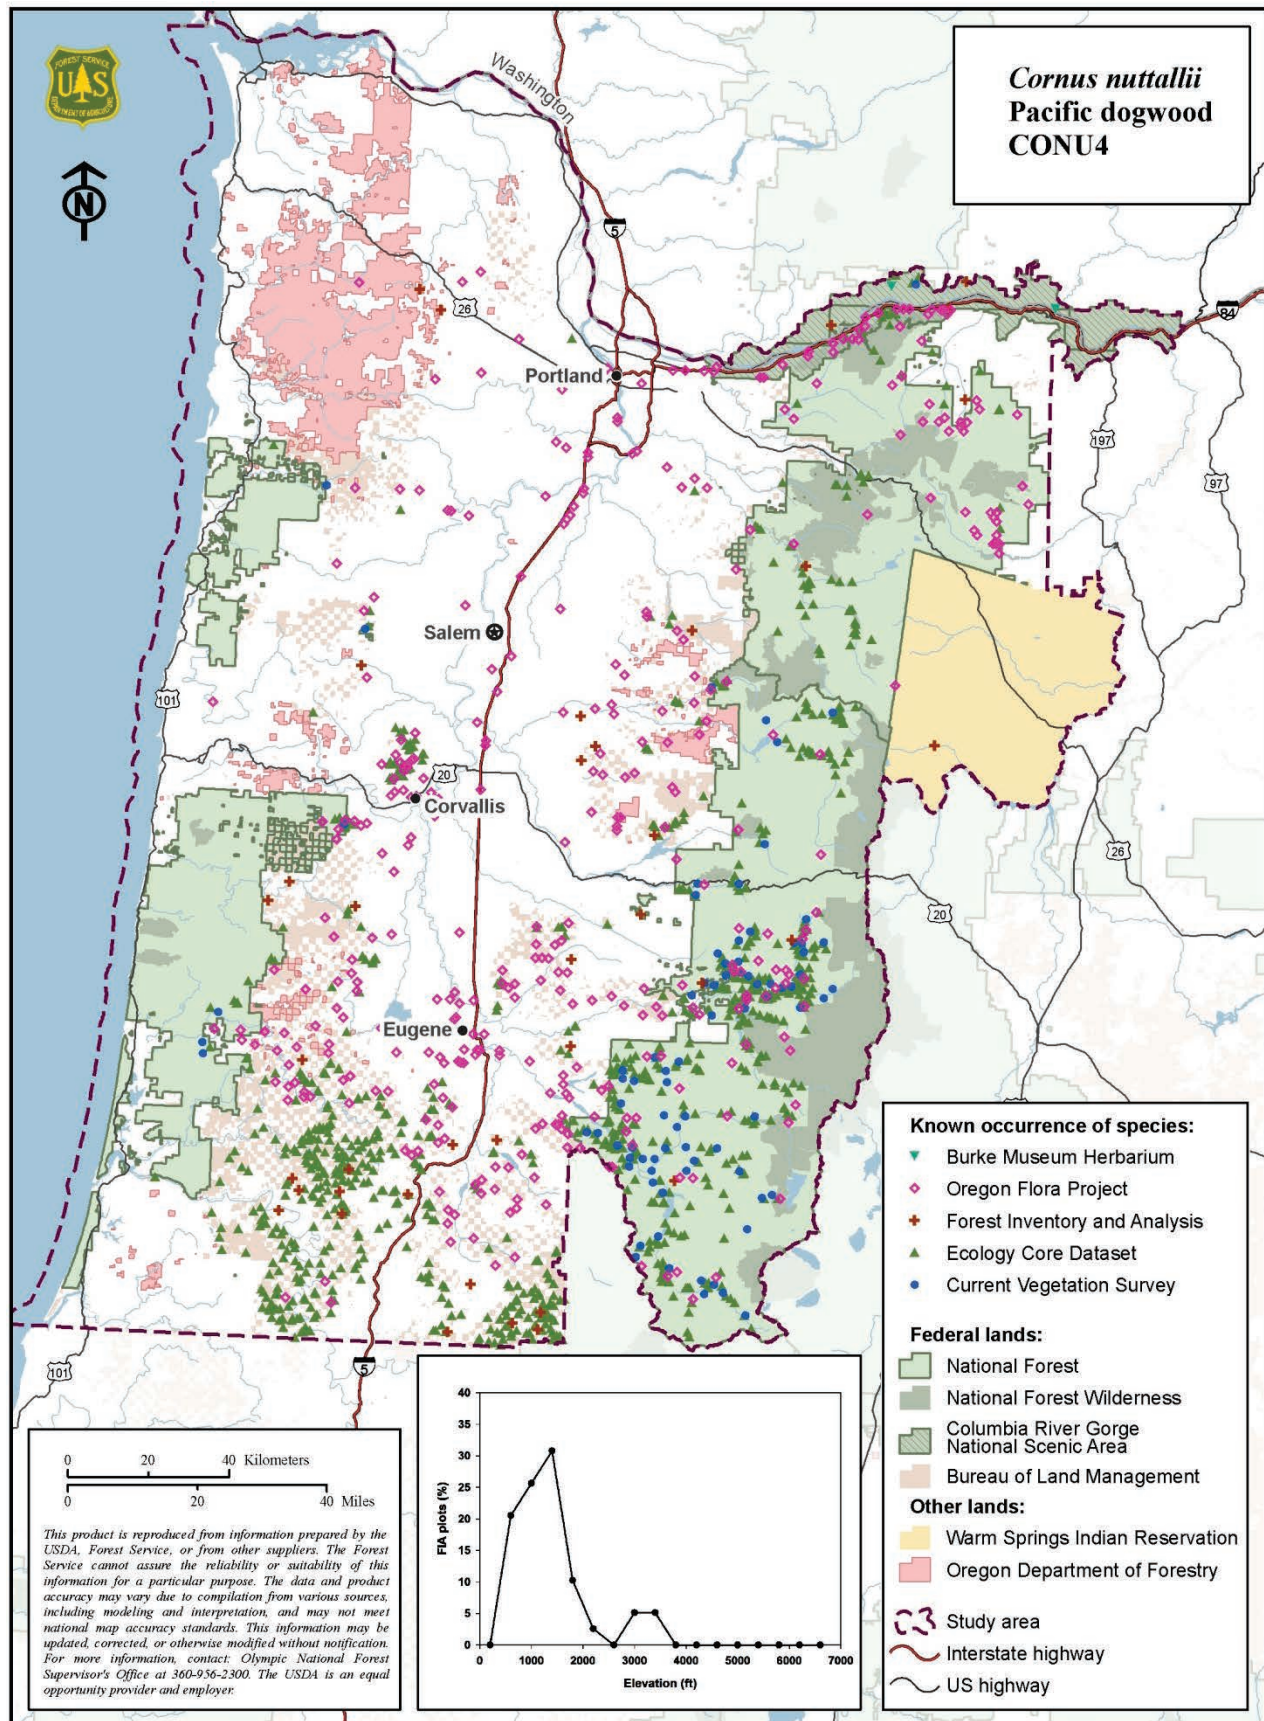 FOREST SERVICE
U S
DEPARTMENT OF AGRICULTURE
N
Cornus nuttallii
Pacific dogwood
CONU4
Washington
5
26
84
Portland
197
97
Salem
101
20
Corvallis
26
20
Eugene
101
5
Known occurrence of species:
Burke Museum Herbarium
Oregon Flora Project
Forest Inventory and Analysis
Ecology Core Dataset
Current Vegetation Survey
Federal lands:
National Forest
National Forest Wilderness
Columbia River Gorge
National Scenic Area
Bureau of Land Management
Other lands:
Warm Springs Indian Reservation
Oregon Department of Forestry
Study area
Interstate highway
US highway
0 20 40 Kilometers
0 20 40 Miles
This product is reproduced from information prepared by the
USDA, Forest Service, or from other suppliers. The Forest
Service cannot assure the reliability or suitability of this
information for a particular purpose. The data and product
accuracy may vary due to compilation from various sources,
including modeling and interpretation, and may not meet
national map accuracy standards. This information may be
updated, corrected, or otherwise modified without notification.
For more information, contact: Olympic National Forest
Supervisor's Office at 360-956-2300. The USDA is an equal
opportunity provider and employer.
FIA plots (%)
40
35
30
25
20
15
10
5
0
0 1000 2000 3000 4000 5000 6000 7000
Elevation (ft)